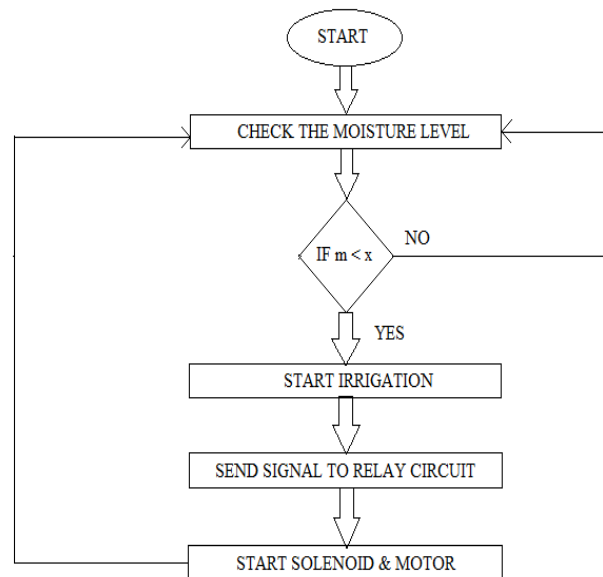 START
CHECK THE MOISTURE LEVEL
IF m < x
NO
YES
START IRRIGATION
SEND SIGNAL TO RELAY CIRCUIT
START SOLENOID & MOTOR